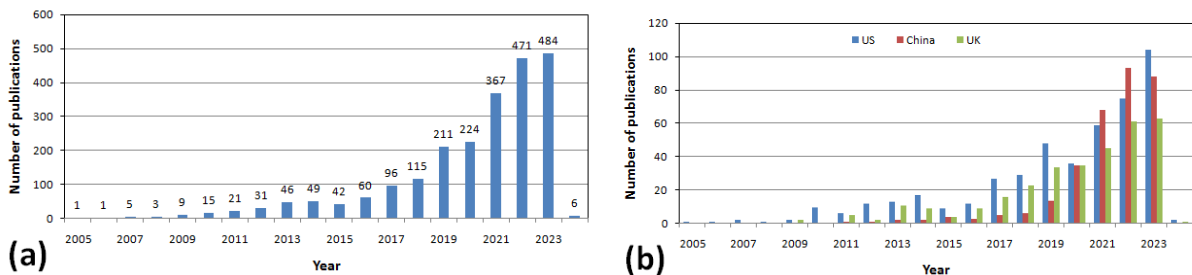 600
500
400
300
200
100
0
Number of publications
1 1 5 3 9 15 21 31 46 49 42 60 96 115 211 224 367 471 484 6
2005 2007 2009 2011 2013 2015 2017 2019 2021 2023
Year
(a)
120
100
80
60
40
20
0
Number of publications
US China UK
2005 2007 2009 2011 2013 2015 2017 2019 2021 2023
Year
(b)